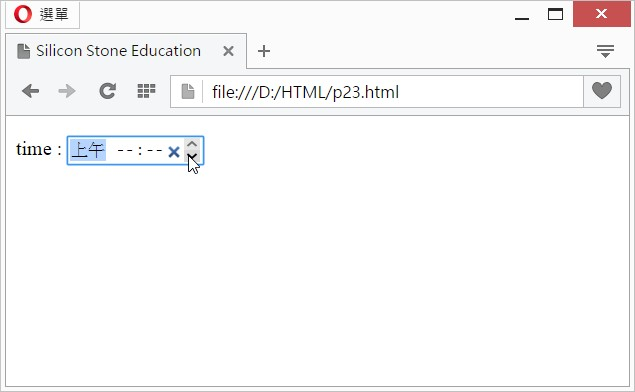 選單
Silicon Stone Education
file:///D:/HTML/p23.html
time : 上午 --:--